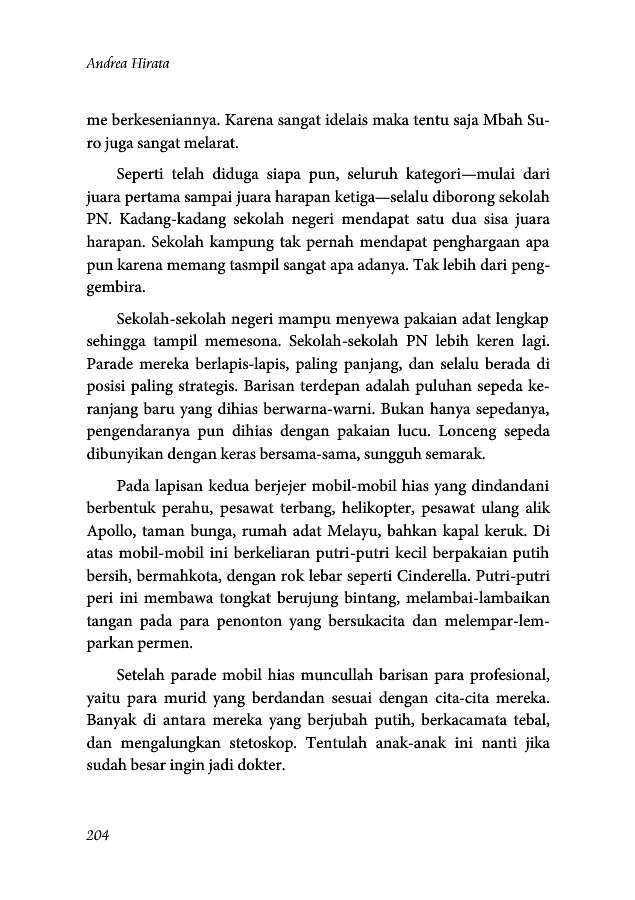 Andrea Hirata
me berkeseniannya. Karena sangat idelais maka tentu saja Mbah Su-
ro juga sangat melarat.
Seperti telah diduga siapa pun, seluruh kategori—mulai dari
juara pertama sampai juara harapan ketiga—selalu diborong sekolah
PN. Kadang-kadang sekolah negeri mendapat satu dua sisa juara
harapan. Sekolah kampung tak pernah mendapat penghargaan apa
pun karena memang tasmpil sangat apa adanya. Tak lebih dari peng-
gembira.
Sekolah-sekolah negeri mampu menyewa pakaian adat lengkap
sehingga tampil memesona. Sekolah-sekolah PN lebih keren lagi.
Parade mereka berlapis-lapis, paling panjang, dan selalu berada di
posisi paling strategis. Barisan terdepan adalah puluhan sepeda ke-
ranjang baru yang dihias berwarna-warni. Bukan hanya sepedanya,
pengendaranya pun dihias dengan pakaian lucu. Lonceng sepeda
dibunyikan dengan keras bersama-sama, sungguh semarak.
Pada lapisan kedua berjejer mobil-mobil hias yang dindandani
berbentuk perahu, pesawat terbang, helikopter, pesawat ulang alik
Apollo, taman bunga, rumah adat Melayu, bahkan kapal keruk. Di
atas mobil-mobil ini berkeliaran putri-putri kecil berpakaian putih
bersih, bermahkota, dengan rok lebar seperti Cinderella. Putri-putri
peri ini membawa tongkat berujung bintang, melambai-lambaikan
tangan pada para penonton yang bersukacita dan melempar-lem-
parkan permen.
Setelah parade mobil hias muncullah barisan para profesional,
yaitu para murid yang berdandan sesuai dengan cita-cita mereka.
Banyak di antara mereka yang berjubah putih, berkacamata tebal,
dan mengalungkan stetoskop. Tentulah anak-anak ini nanti jika
sudah besar ingin jadi dokter.
204